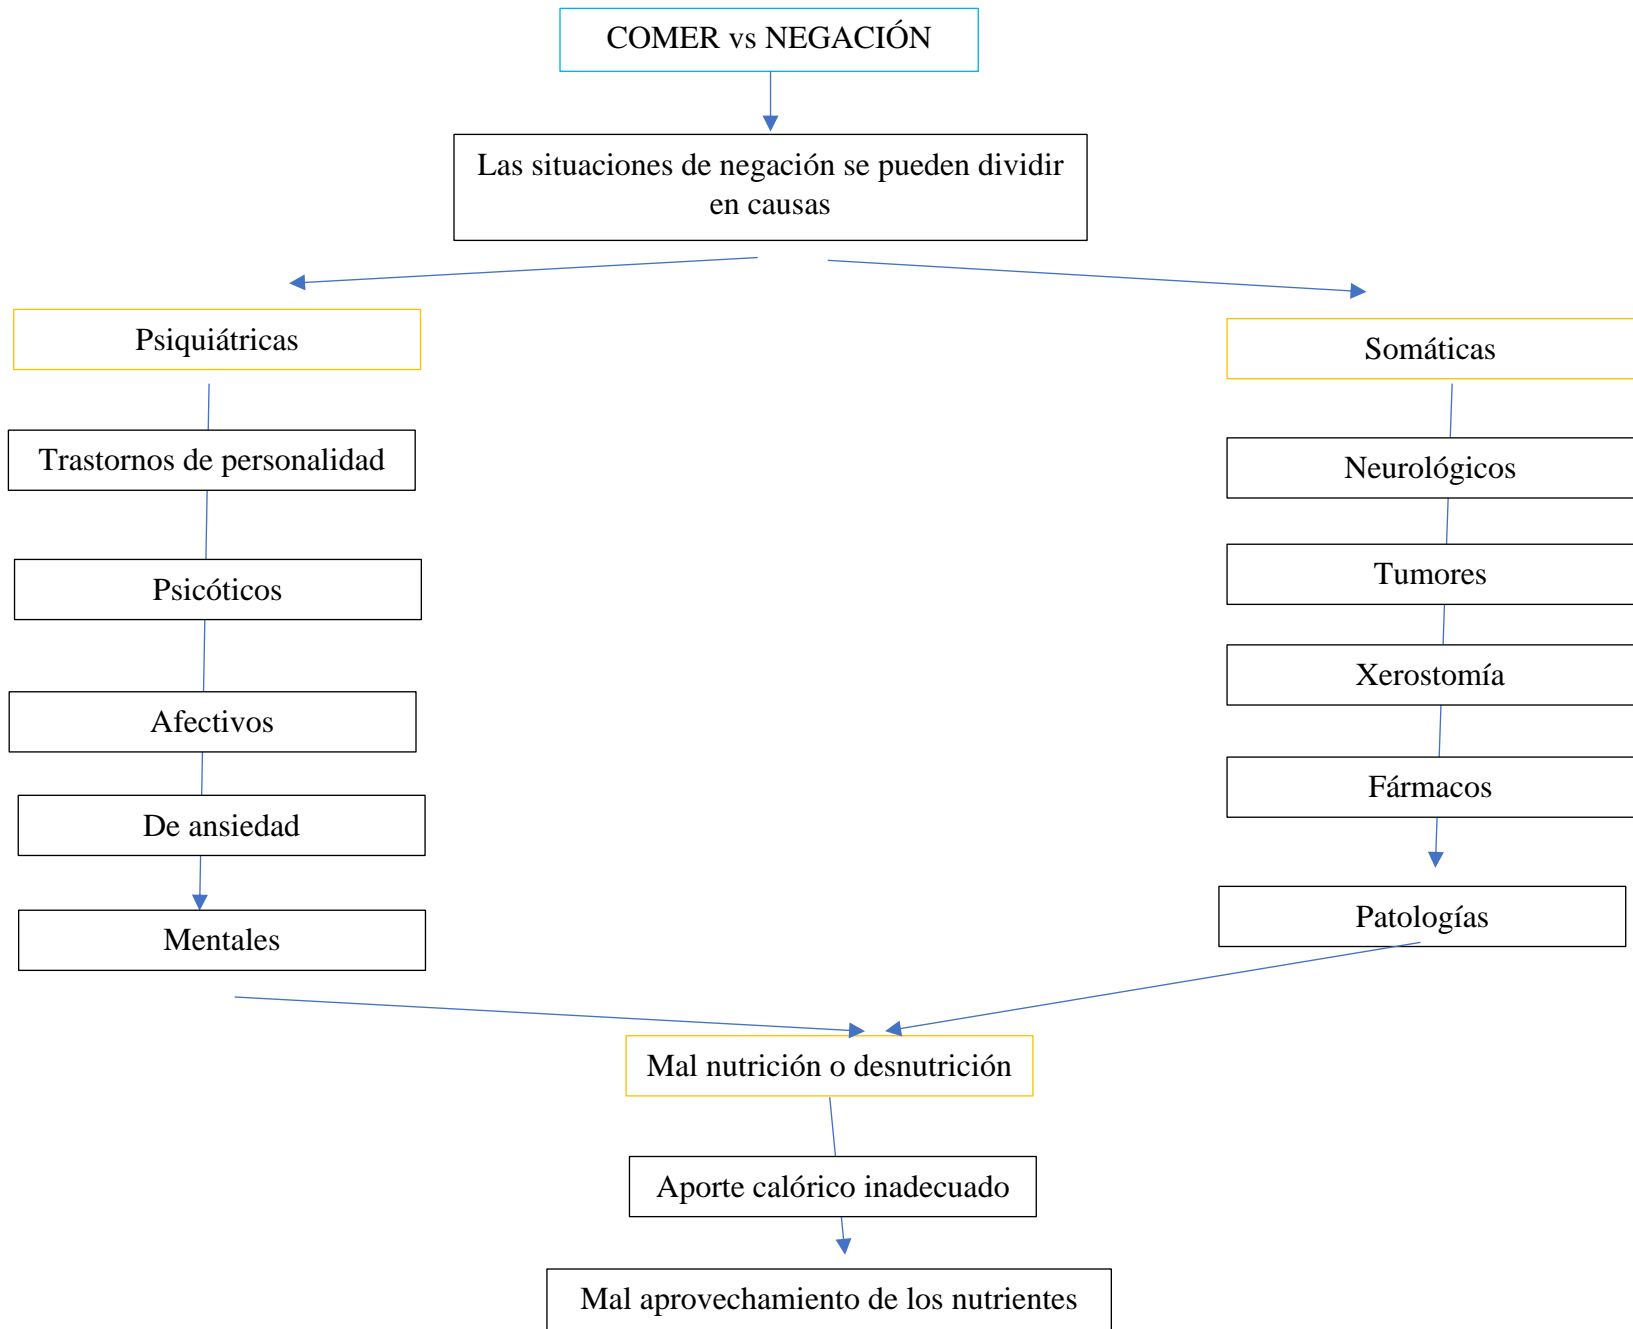 COMER vs NEGACIÓN
Las situaciones de negación se pueden dividir
en causas
Psiquiátricas
Trastornos de personalidad
Psicóticos
Afectivos
De ansiedad
Mentales
Somáticas
Neurológicos
Tumores
Xerostomía
Fármacos
Patologías
Mal nutrición o desnutrición
Aporte calórico inadecuado
Mal aprovechamiento de los nutrientes